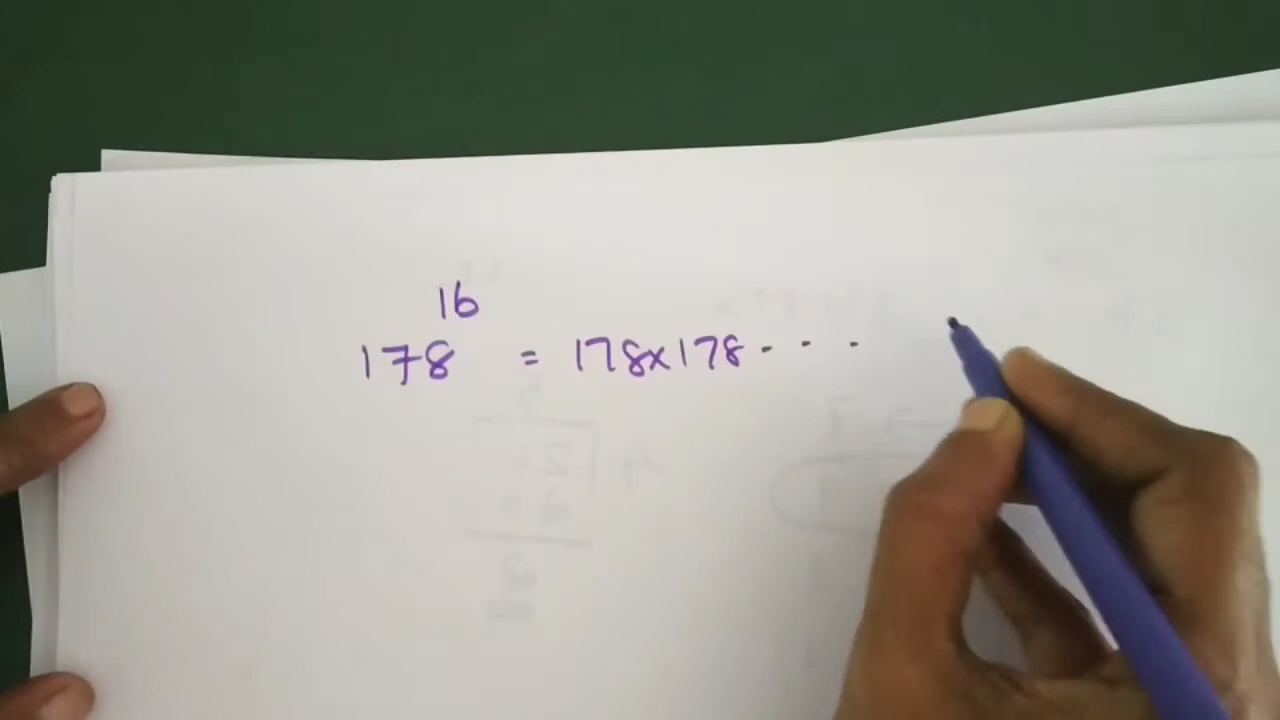 178^16 = 178x178 . . .